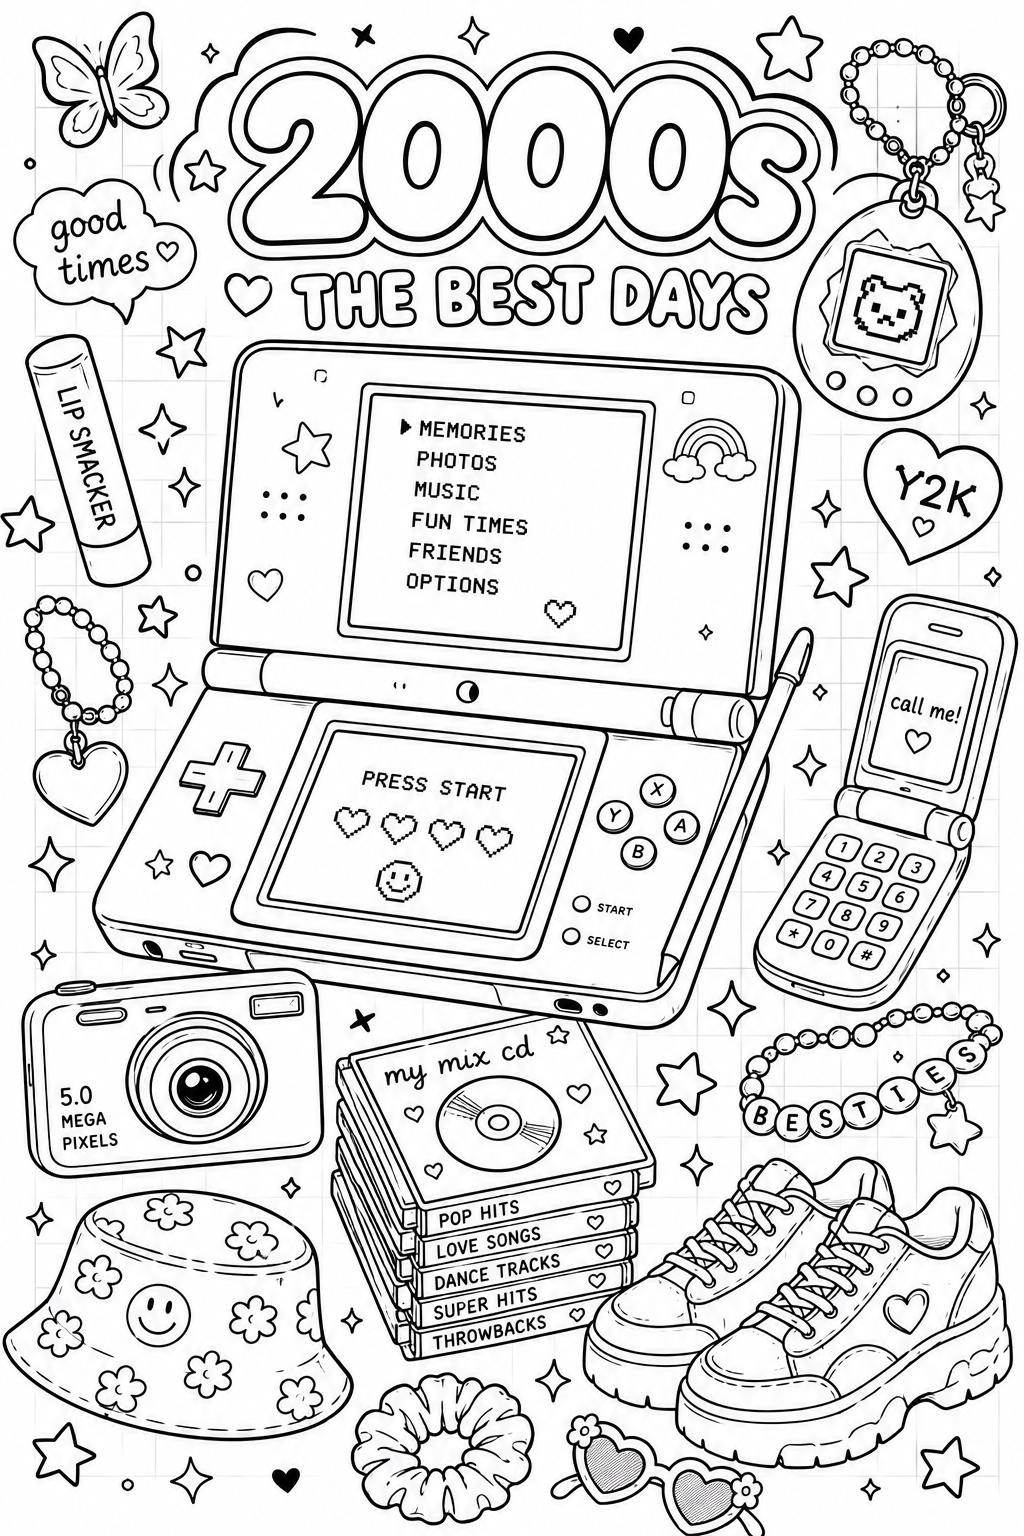 2000s
THE BEST DAYS
good
times
LIP SMACKER
MEMORIES
PHOTOS
MUSIC
FUN TIMES
FRIENDS
OPTIONS
Y2K
call me!
PRESS START
X
Y
A
B
START
SELECT
1 2 3
4 5 6
7 8 9
* 0 #
5.0
MEGA
PIXELS
my mix cd
POP HITS
LOVE SONGS
DANCE TRACKS
SUPER HITS
THROWBACKS
BESTIES